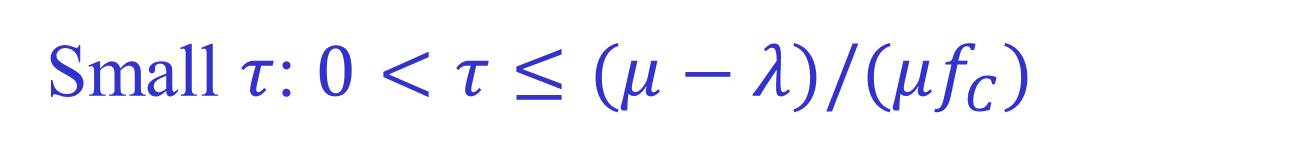 Small 𝜏: 0 < 𝜏 ≤ (𝜇 − 𝜆)/(𝜇𝑓_𝐶)